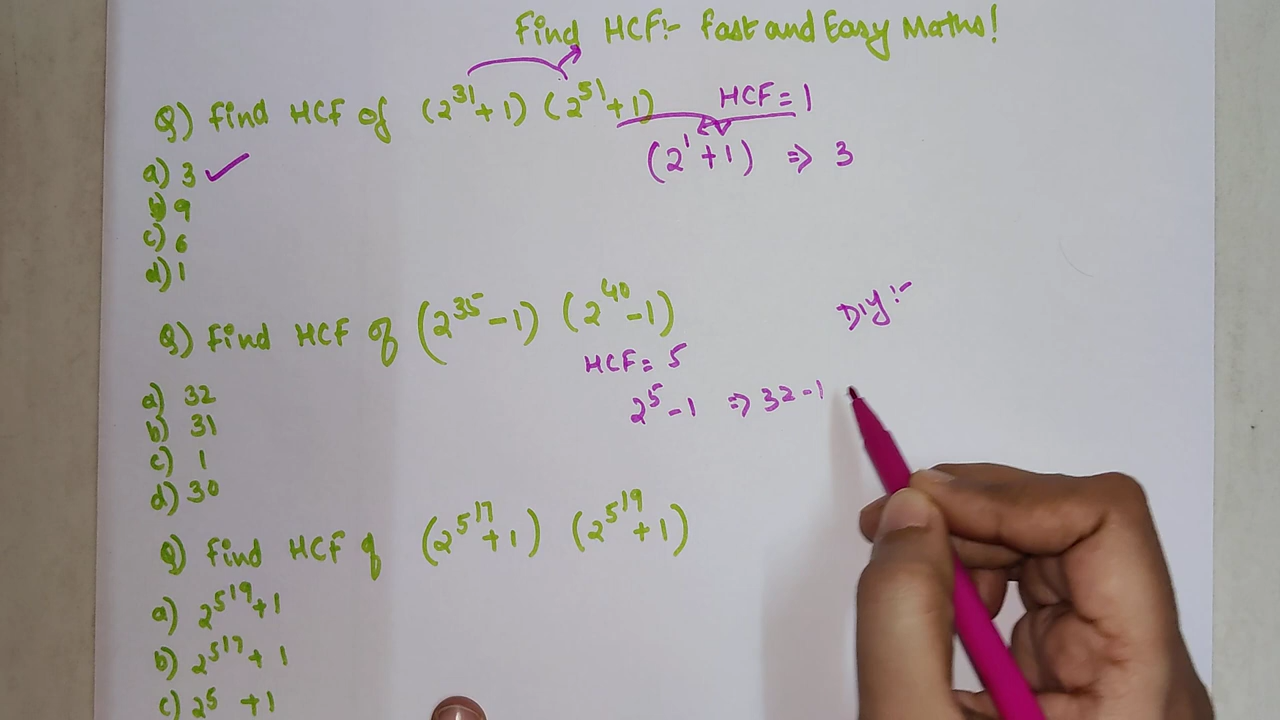 Find HCF:- Fast and Easy Maths!
Q) Find HCF of (2^31 + 1) (2^51 + 1)
HCF = 1
(2^1 + 1) => 3
a) 3 ✓
b) 9
c) 6
d) 1
Q) Find HCF of (2^35 - 1) (2^40 - 1)
DIY :-
HCF = 5
2^5 - 1 => 32 - 1
a) 32
b) 31
c) 1
d) 30
Q) Find HCF of (2^5^17 + 1) (2^5^19 + 1)
a) 2^5^19 + 1
b) 2^5^17 + 1
c) 2^5 + 1